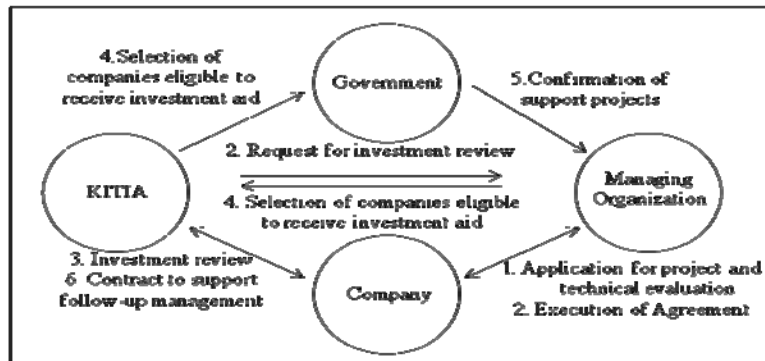 4.Selection of
companies eligible to
receive investment aid
Government
5.Confirmation of
support projects
2. Request for investment review
KITIA
Managing
Organization
4. Selection of companies eligible
to receive investment aid
3. Investment review
6 Contract to support
follow-up management
Company
1. Application for project and
technical evaluation
2. Execution of Agreement